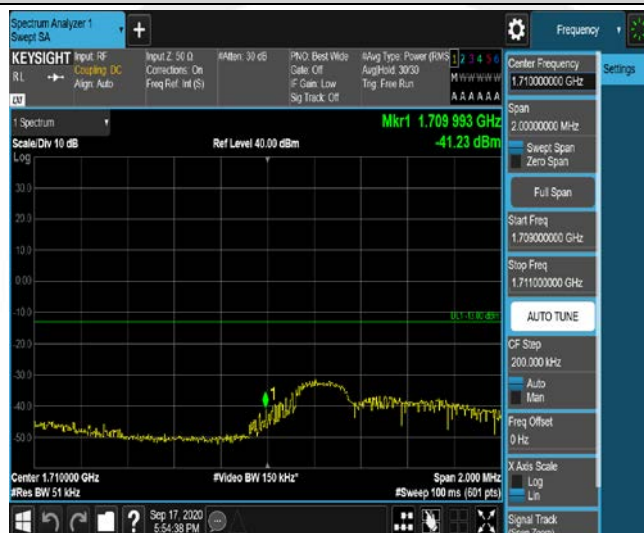 Spectrum Analyzer 1
Swept SA
+
Frequency
KEYSIGHT
RL
Input: RF
Coupling: DC
Align: Auto
Input Z: 50 Ω
Corrections: On
Freq Ref: Int (S)
#Atten: 30 dB
PNO: Best Wide
Gate: Off
IF Gain: Low
Sig Track: Off
#Avg Type: Power (RMS
Avg|Hold: 30/30
Trig: Free Run
1 2 3 4 5 6
M W W W W W
A A A A A A
Center Frequency
1.710000000 GHz
Settings
Span
2.00000000 MHz
Swept Span
Zero Span
Full Span
Start Freq
1.709000000 GHz
Stop Freq
1.711000000 GHz
AUTO TUNE
CF Step
200.000 kHz
Auto
Man
Freq Offset
0 Hz
X Axis Scale
Log
Lin
Signal Track
(Span Zoom)
1 Spectrum
Scale/Div 10 dB
Ref Level 40.00 dBm
Mkr1 1.709 993 GHz
-41.23 dBm
Log
30.0
20.0
10.0
0.00
DL1 -13.00 dBm
-10.0
-20.0
-30.0
1
-40.0
-50.0
Center 1.710000 GHz
#Video BW 150 kHz*
Span 2.000 MHz
#Res BW 51 kHz
#Sweep 100 ms (601 pts)
?
Sep 17, 2020
5:54:38 PM